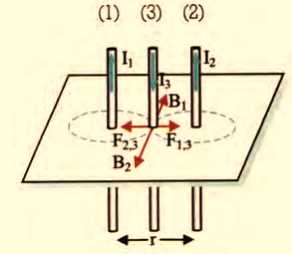 (1) (3) (2)
I₁ I₂
I₃
B₁
F₂,₃ F₁,₃
B₂
r